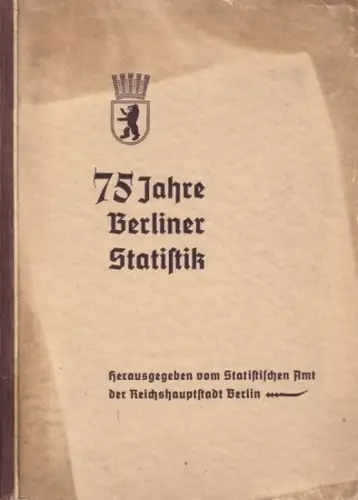 75 Jahre
Berliner
Statistik
Herausgegeben vom Statistischen Amt
der Reichshauptstadt Berlin